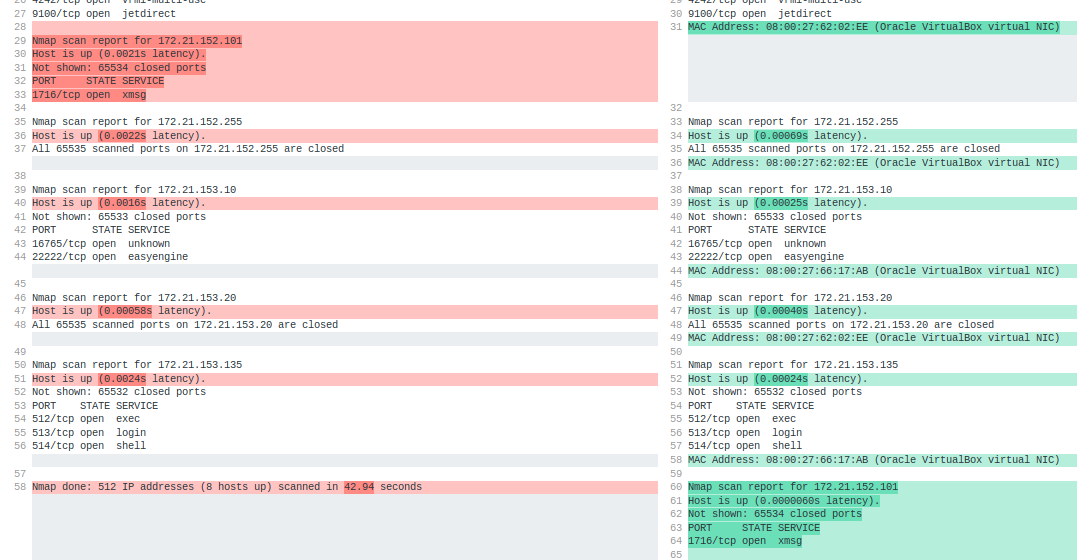 26 4242/tcp open  vrml-multi-use
27 9100/tcp open  jetdirect
28
29 Nmap scan report for 172.21.152.101
30 Host is up (0.0021s latency).
31 Not shown: 65534 closed ports
32 PORT     STATE SERVICE
33 1716/tcp open  xmsg
34
35 Nmap scan report for 172.21.152.255
36 Host is up (0.0022s latency).
37 All 65535 scanned ports on 172.21.152.255 are closed
38
39 Nmap scan report for 172.21.153.10
40 Host is up (0.0016s latency).
41 Not shown: 65533 closed ports
42 PORT      STATE SERVICE
43 16765/tcp open  unknown
44 22222/tcp open  easyengine
45
46 Nmap scan report for 172.21.153.20
47 Host is up (0.00058s latency).
48 All 65535 scanned ports on 172.21.153.20 are closed
49
50 Nmap scan report for 172.21.153.135
51 Host is up (0.0024s latency).
52 Not shown: 65532 closed ports
53 PORT    STATE SERVICE
54 512/tcp open  exec
55 513/tcp open  login
56 514/tcp open  shell
57
58 Nmap done: 512 IP addresses (8 hosts up) scanned in 42.94 seconds
29 4242/tcp open  vrml-multi-use
30 9100/tcp open  jetdirect
31 MAC Address: 08:00:27:62:02:EE (Oracle VirtualBox virtual NIC)
32
33 Nmap scan report for 172.21.152.255
34 Host is up (0.00069s latency).
35 All 65535 scanned ports on 172.21.152.255 are closed
36 MAC Address: 08:00:27:62:02:EE (Oracle VirtualBox virtual NIC)
37
38 Nmap scan report for 172.21.153.10
39 Host is up (0.00025s latency).
40 Not shown: 65533 closed ports
41 PORT      STATE SERVICE
42 16765/tcp open  unknown
43 22222/tcp open  easyengine
44 MAC Address: 08:00:27:66:17:AB (Oracle VirtualBox virtual NIC)
45
46 Nmap scan report for 172.21.153.20
47 Host is up (0.00040s latency).
48 All 65535 scanned ports on 172.21.153.20 are closed
49 MAC Address: 08:00:27:62:02:EE (Oracle VirtualBox virtual NIC)
50
51 Nmap scan report for 172.21.153.135
52 Host is up (0.00024s latency).
53 Not shown: 65532 closed ports
54 PORT    STATE SERVICE
55 512/tcp open  exec
56 513/tcp open  login
57 514/tcp open  shell
58 MAC Address: 08:00:27:66:17:AB (Oracle VirtualBox virtual NIC)
59
60 Nmap scan report for 172.21.152.101
61 Host is up (0.0000060s latency).
62 Not shown: 65534 closed ports
63 PORT     STATE SERVICE
64 1716/tcp open  xmsg
65